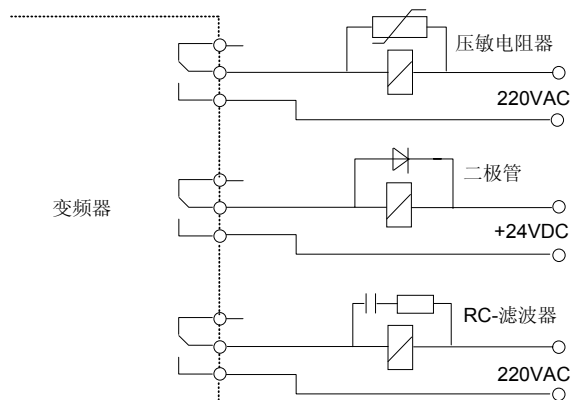 压敏电阻器
220VAC
二极管
变频器
+24VDC
RC-滤波器
220VAC